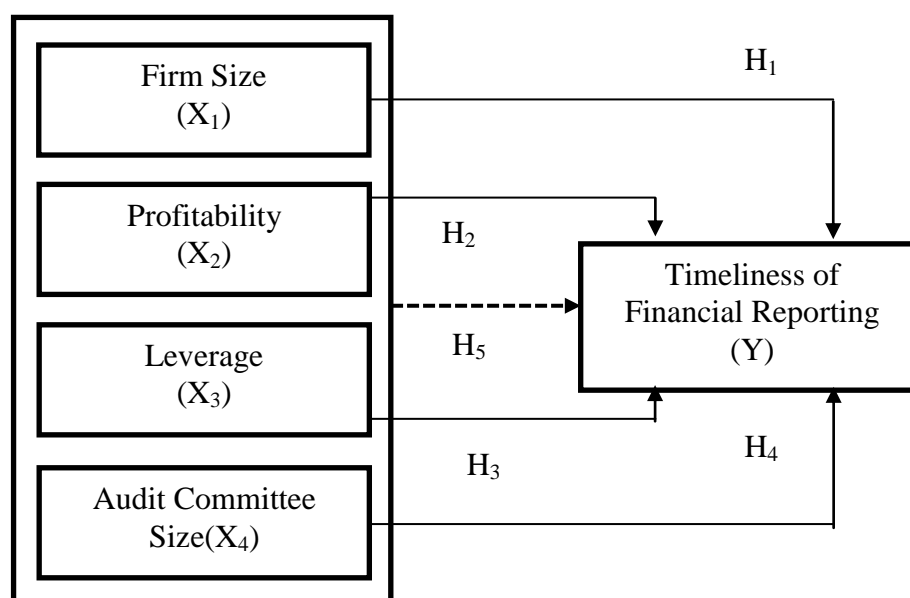 Firm Size
(X₁)
H₁
Profitability
(X₂)
H₂
Timeliness of
Financial Reporting
(Y)
H₅
Leverage
(X₃)
H₃
H₄
Audit Committee
Size(X₄)